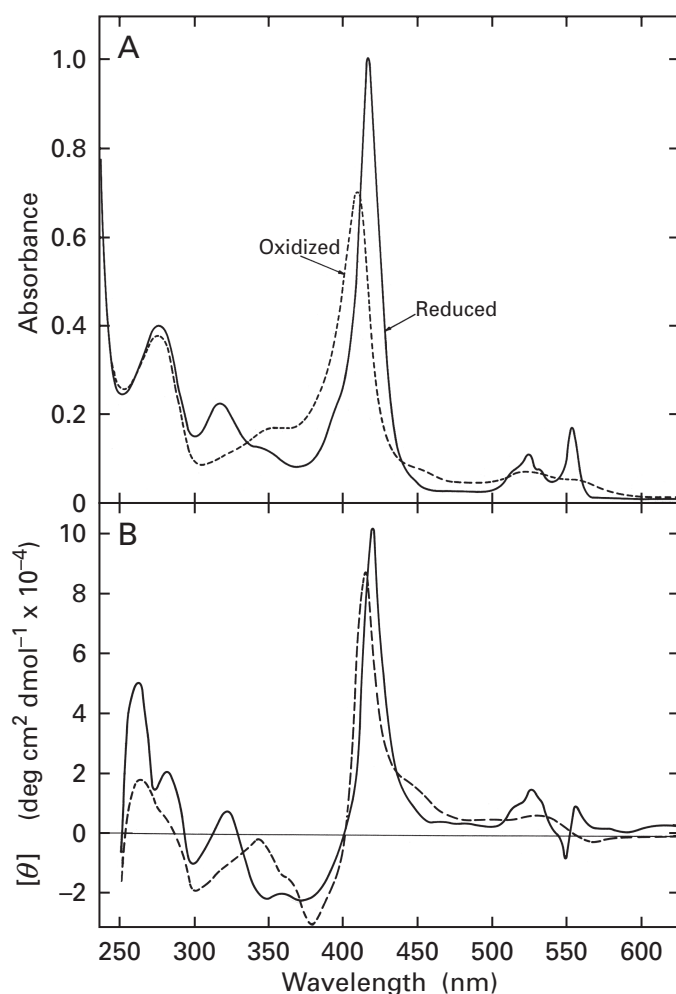 A
Absorbance
1.0
0.8
0.6
0.4
0.2
0
Oxidized
Reduced
B
[θ] (deg cm² dmol⁻¹ x 10⁻⁴)
10
8
6
4
2
0
−2
250 300 350 400 450 500 550 600
Wavelength (nm)